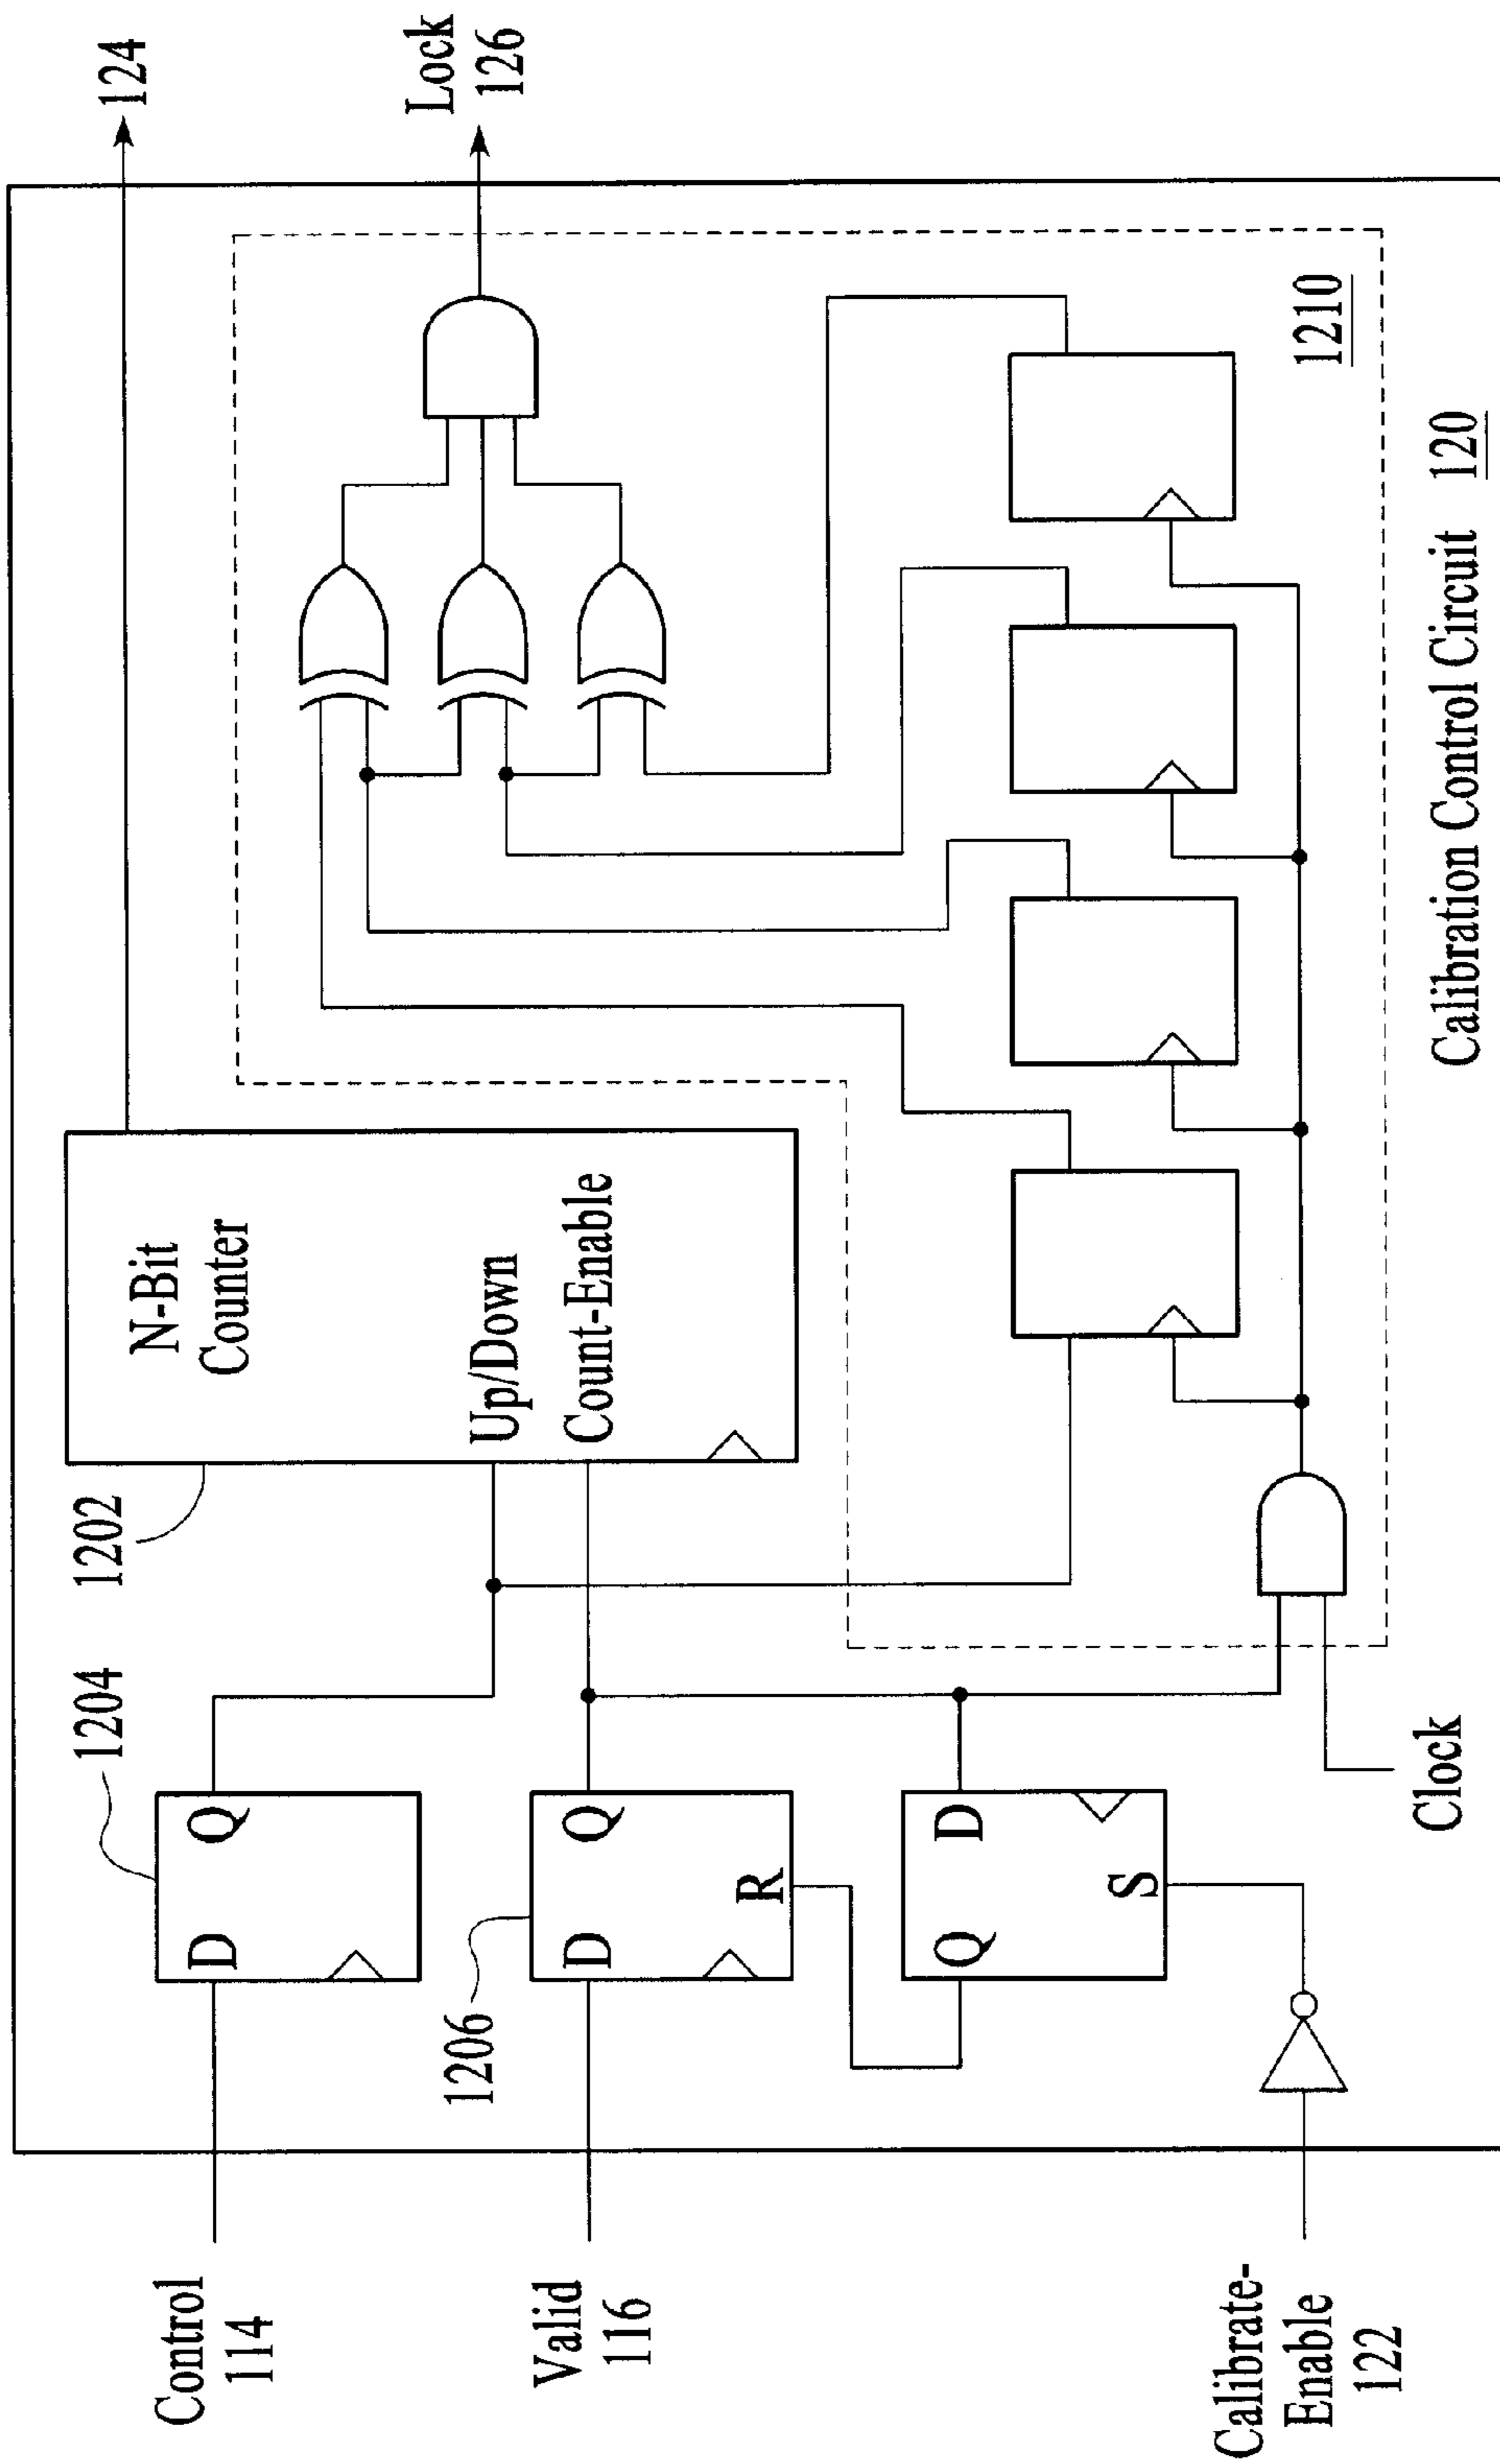 Control
114
Valid
116
Calibrate-
Enable
122
1204
D
Q
1206
D
Q
R
Q
D
S
Clock
1202
N-Bit
Counter
Up/Down
Count-Enable
124
Lock
126
1210
Calibration Control Circuit 120